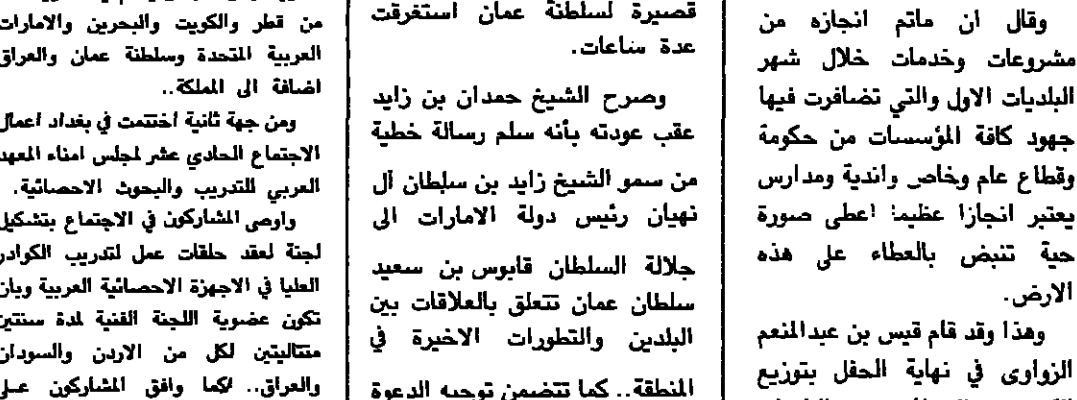 وقال ان ماتم انجازه من
مشروعات وخدمات خلال شهر
البلديات الاول والتي تضافرت فيها
جهود كافة المؤسسات من حكومة
وقطاع عام وخاص واندية ومدارس
يعتبر انجازا عظيما اعطى صورة
حية تنبض بالعطاء على هذه
الارض.
وهذا وقد قام قيس بن عبدالمنعم
الزواوى في نهاية الحفل بتوزيع
قصيرة لسلطنة عمان استغرقت
عدة ساعات.
وصرح الشيخ حمدان بن زايد
عقب عودته بأنه سلم رسالة خطية
من سمو الشيخ زايد بن سلطان أل
نهيان رئيس دولة الامارات الى
جلالة السلطان قابوس بن سعيد
سلطان عمان تتعلق بالعلاقات بين
البلدين والتطورات الاخيرة في
المنطقة.. كما تتضمن توجيه الدعوة
من قطر والكويت والبحرين والامارات
العربية المتحدة وسلطنة عمان والعراق
اضافة الى المملكة..
ومن جهة ثانية اختتمت في بغداد اعمال
الاجتماع الحادي عشر لمجلس امناء المعهد
العربي للتدريب والبحوث الاحصائية.
واوصى المشاركون في الاجتماع بتشكيل
لجنة لعقد حلقات عمل لتدريب الكوادر
العليا في الاجهزة الاحصائية العربية وبان
تكون عضوية اللجنة الفنية لمدة سنتين
متتاليتين لكل من الاردن والسودان
والعراق.. كما وافق المشاركون على